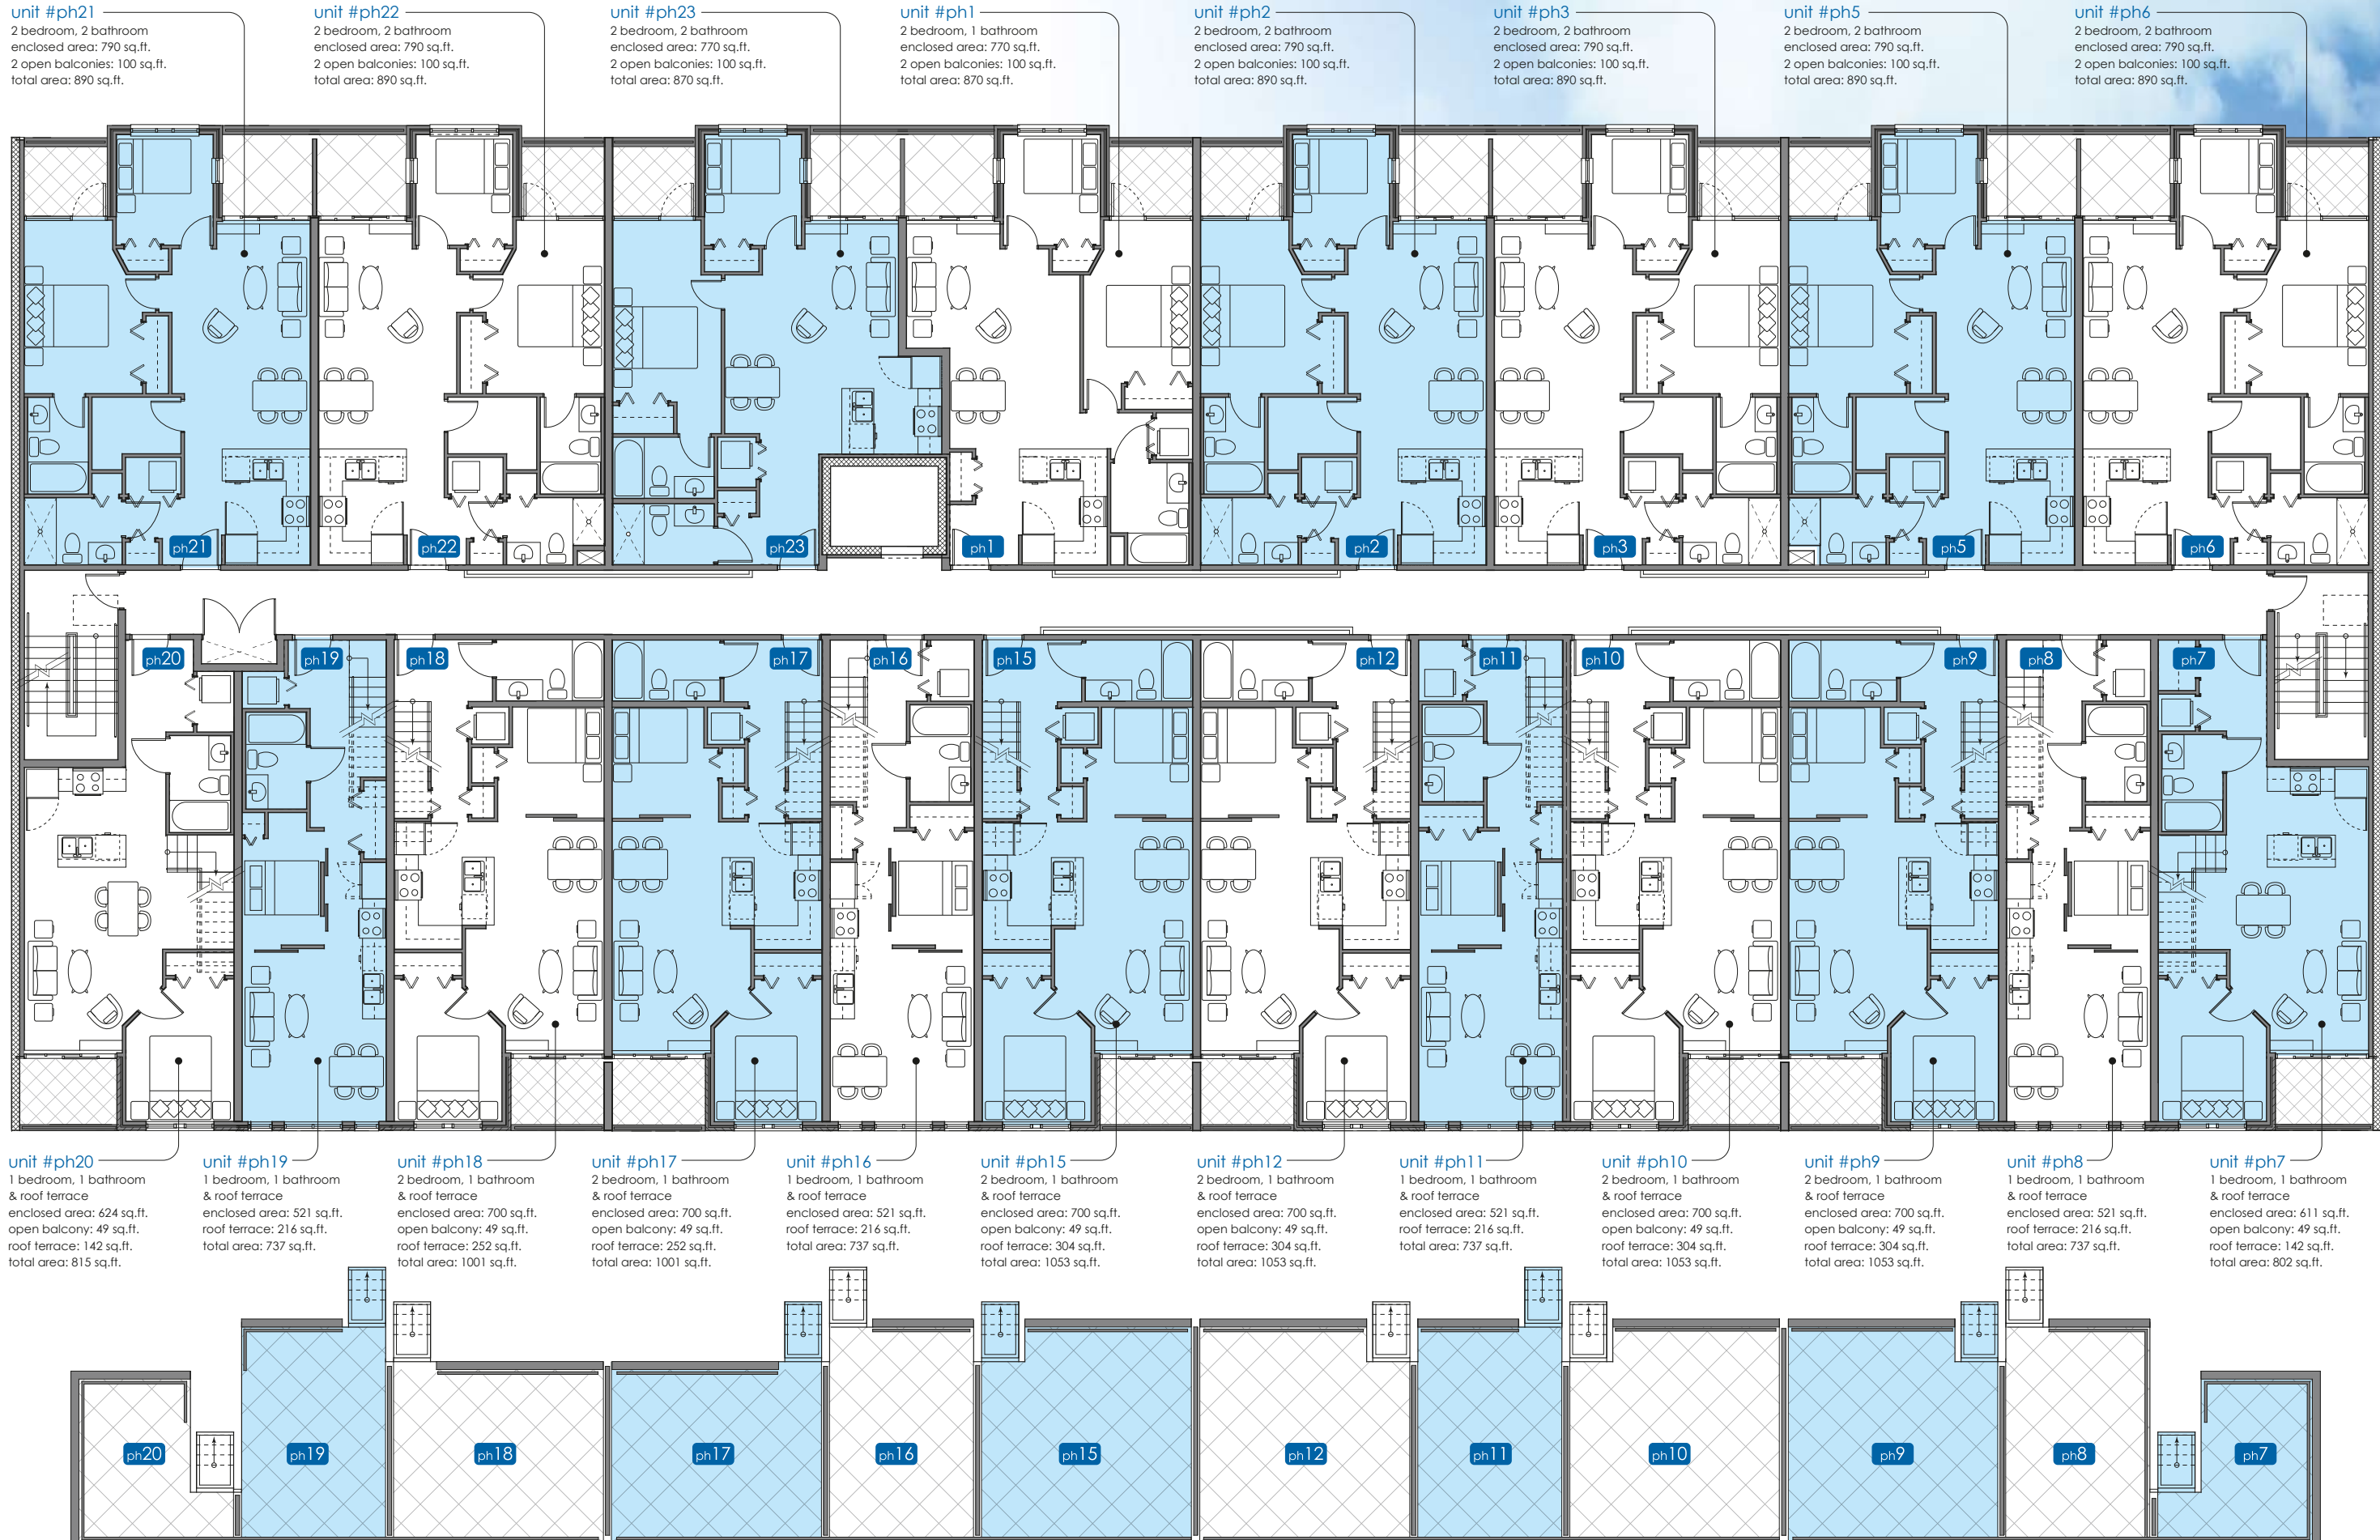 unit #ph21
2 bedroom, 2 bathroom
enclosed area: 790 sq.ft.
2 open balconies: 100 sq.ft.
total area: 890 sq.ft.
unit #ph22
2 bedroom, 2 bathroom
enclosed area: 790 sq.ft.
2 open balconies: 100 sq.ft.
total area: 890 sq.ft.
unit #ph23
2 bedroom, 2 bathroom
enclosed area: 770 sq.ft.
2 open balconies: 100 sq.ft.
total area: 870 sq.ft.
unit #ph1
2 bedroom, 1 bathroom
enclosed area: 770 sq.ft.
2 open balconies: 100 sq.ft.
total area: 870 sq.ft.
unit #ph2
2 bedroom, 2 bathroom
enclosed area: 790 sq.ft.
2 open balconies: 100 sq.ft.
total area: 890 sq.ft.
unit #ph3
2 bedroom, 2 bathroom
enclosed area: 790 sq.ft.
2 open balconies: 100 sq.ft.
total area: 890 sq.ft.
unit #ph5
2 bedroom, 2 bathroom
enclosed area: 790 sq.ft.
2 open balconies: 100 sq.ft.
total area: 890 sq.ft.
unit #ph6
2 bedroom, 2 bathroom
enclosed area: 790 sq.ft.
2 open balconies: 100 sq.ft.
total area: 890 sq.ft.
ph21
ph22
ph23
ph1
ph2
ph3
ph5
ph6
ph20
ph19
ph18
ph17
ph16
ph15
ph12
ph11
ph10
ph9
ph8
ph7
unit #ph20
1 bedroom, 1 bathroom
& roof terrace
enclosed area: 624 sq.ft.
open balcony: 49 sq.ft.
roof terrace: 142 sq.ft.
total area: 815 sq.ft.
unit #ph19
1 bedroom, 1 bathroom
& roof terrace
enclosed area: 521 sq.ft.
roof terrace: 216 sq.ft.
total area: 737 sq.ft.
unit #ph18
2 bedroom, 1 bathroom
& roof terrace
enclosed area: 700 sq.ft.
open balcony: 49 sq.ft.
roof terrace: 252 sq.ft.
total area: 1001 sq.ft.
unit #ph17
2 bedroom, 1 bathroom
& roof terrace
enclosed area: 700 sq.ft.
open balcony: 49 sq.ft.
roof terrace: 252 sq.ft.
total area: 1001 sq.ft.
unit #ph16
1 bedroom, 1 bathroom
& roof terrace
enclosed area: 521 sq.ft.
roof terrace: 216 sq.ft.
total area: 737 sq.ft.
unit #ph15
2 bedroom, 1 bathroom
& roof terrace
enclosed area: 700 sq.ft.
open balcony: 49 sq.ft.
roof terrace: 304 sq.ft.
total area: 1053 sq.ft.
unit #ph12
2 bedroom, 1 bathroom
& roof terrace
enclosed area: 700 sq.ft.
open balcony: 49 sq.ft.
roof terrace: 304 sq.ft.
total area: 1053 sq.ft.
unit #ph11
1 bedroom, 1 bathroom
& roof terrace
enclosed area: 521 sq.ft.
roof terrace: 216 sq.ft.
total area: 737 sq.ft.
unit #ph10
2 bedroom, 1 bathroom
& roof terrace
enclosed area: 700 sq.ft.
open balcony: 49 sq.ft.
roof terrace: 304 sq.ft.
total area: 1053 sq.ft.
unit #ph9
2 bedroom, 1 bathroom
& roof terrace
enclosed area: 700 sq.ft.
open balcony: 49 sq.ft.
roof terrace: 304 sq.ft.
total area: 1053 sq.ft.
unit #ph8
1 bedroom, 1 bathroom
& roof terrace
enclosed area: 521 sq.ft.
roof terrace: 216 sq.ft.
total area: 737 sq.ft.
unit #ph7
1 bedroom, 1 bathroom
& roof terrace
enclosed area: 611 sq.ft.
open balcony: 49 sq.ft.
roof terrace: 142 sq.ft.
total area: 802 sq.ft.
ph20
ph19
ph18
ph17
ph16
ph15
ph12
ph11
ph10
ph9
ph8
ph7